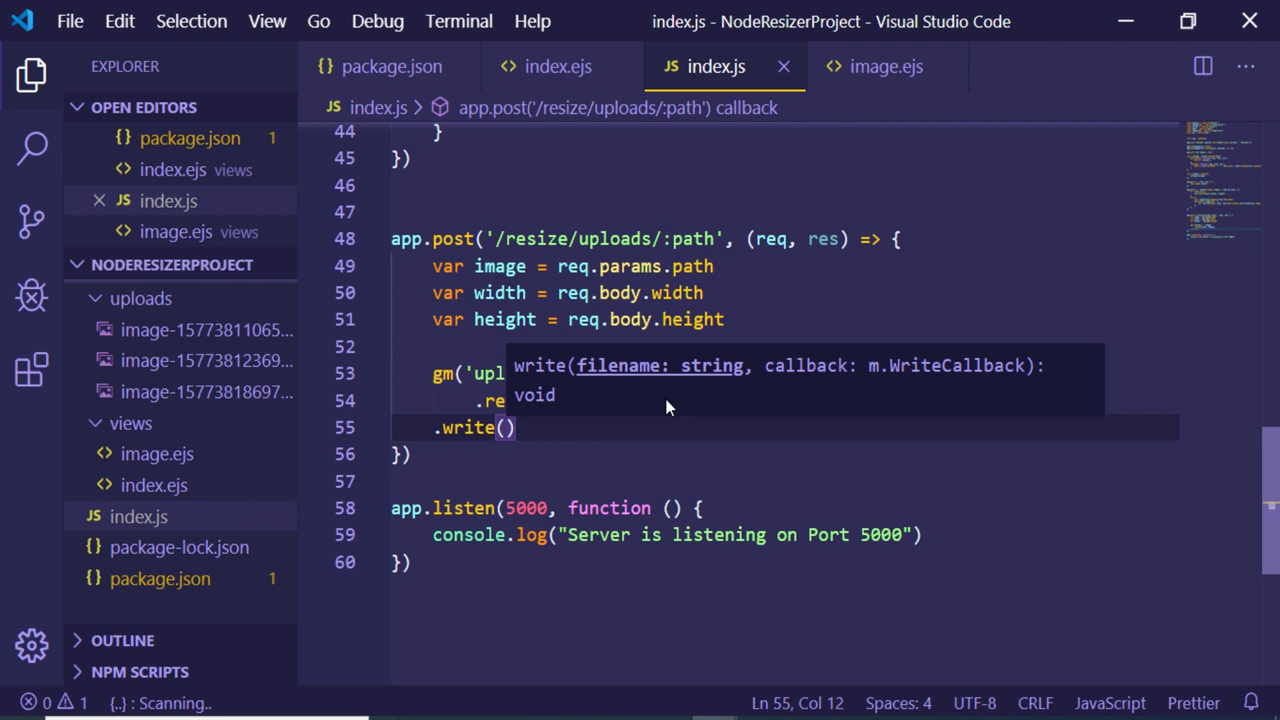 File Edit Selection View Go Debug Terminal Help index.js - NodeResizerProject - Visual Studio Code
EXPLORER
OPEN EDITORS
package.json 1
index.ejs views
index.js
image.ejs views
NODERESIZERPROJECT
uploads
image-15773811065...
image-15773812369...
image-15773818697...
views
image.ejs
index.ejs
index.js
package-lock.json
package.json 1
OUTLINE
NPM SCRIPTS
package.json index.ejs JS index.js image.ejs
JS index.js > app.post('/resize/uploads/:path') callback
44 }
45 })
46
47
48 app.post('/resize/uploads/:path', (req, res) => {
49 var image = req.params.path
50 var width = req.body.width
51 var height = req.body.height
52
write(filename: string, callback: m.WriteCallback):
void
53 gm('upl
54 .re
55 .write()
56 })
57
58 app.listen(5000, function () {
59 console.log("Server is listening on Port 5000")
60 })
0 1 {..} : Scanning.. Ln 55, Col 12 Spaces: 4 UTF-8 CRLF JavaScript Prettier